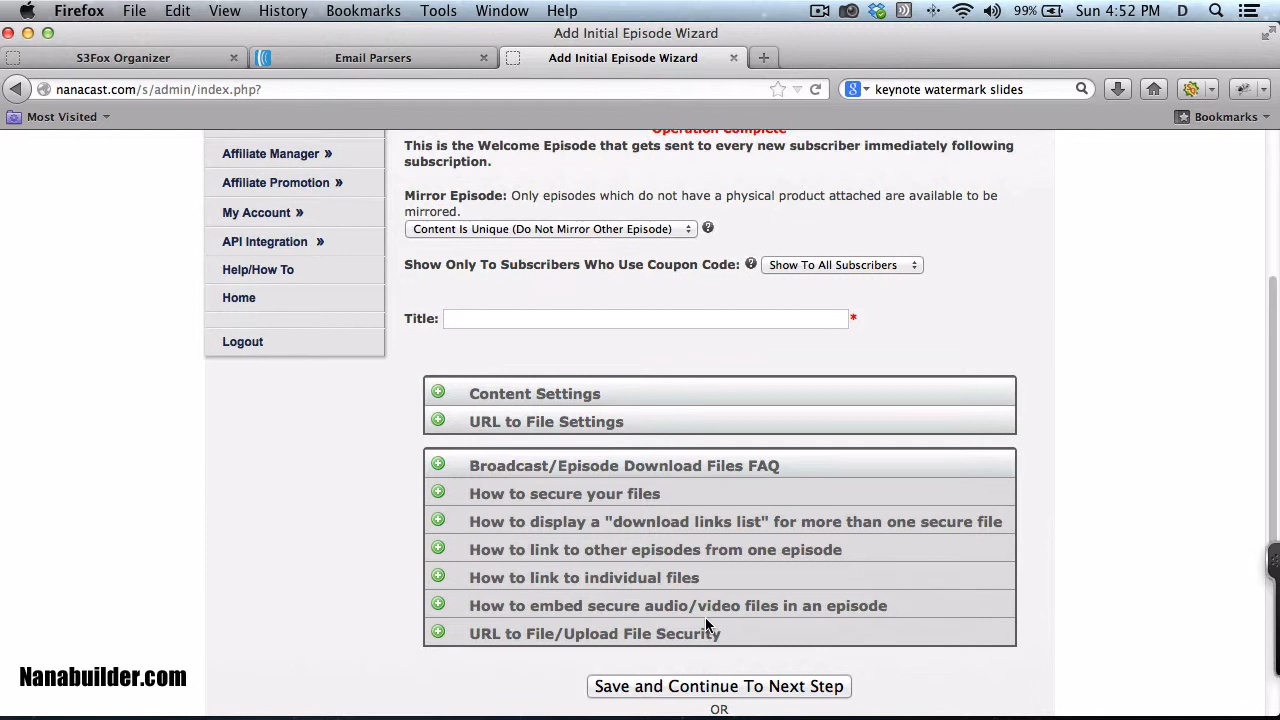 Firefox File Edit View History Bookmarks Tools Window Help 99% Sun 4:52 PM D
Add Initial Episode Wizard
S3Fox Organizer Email Parsers Add Initial Episode Wizard
nanacast.com/s/admin/index.php? keynote watermark slides
Most Visited Bookmarks
Operation Complete
Affiliate Manager »
Affiliate Promotion »
My Account »
API Integration »
Help/How To
Home
Logout
This is the Welcome Episode that gets sent to every new subscriber immediately following
subscription.
Mirror Episode: Only episodes which do not have a physical product attached are available to be
mirrored.
Content Is Unique (Do Not Mirror Other Episode)
Show Only To Subscribers Who Use Coupon Code: Show To All Subscribers
Title: *
Content Settings
URL to File Settings
Broadcast/Episode Download Files FAQ
How to secure your files
How to display a "download links list" for more than one secure file
How to link to other episodes from one episode
How to link to individual files
How to embed secure audio/video files in an episode
URL to File/Upload File Security
Save and Continue To Next Step
OR
Nanabuilder.com